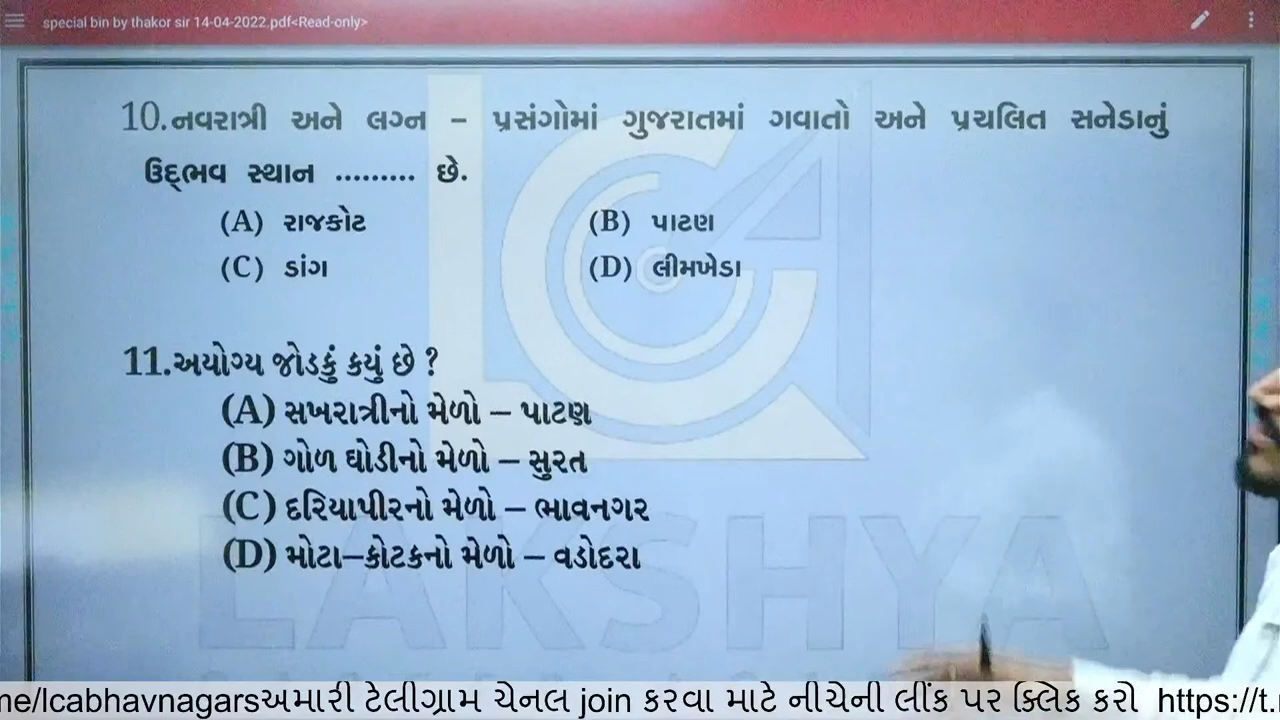 special bin by thakor sir 14-04-2022.pdf<Read-only>
10.નવરાત્રી અને લગ્ન – પ્રસંગોમાં ગુજરાતમાં ગવાતો અને પ્રચલિત સનેડાનું
ઉદ્ભવ સ્થાન ......... છે.
(A) રાજકોટ (B) પાટણ
(C) ડાંગ (D) લીમખેડા
11.અયોગ્ય જોડકું કયું છે ?
(A) સખરાત્રીનો મેળો – પાટણ
(B) ગોળ ઘોડીનો મેળો – સુરત
(C) દરિયાપીરનો મેળો – ભાવનગર
(D) મોટા–કોટકનો મેળો – વડોદરા
LAKSHYA
me/lcabhavnagarsઅમારી ટેલીગ્રામ ચેનલ join કરવા માટે નીચેની લીંક પર ક્લિક કરો https://t.